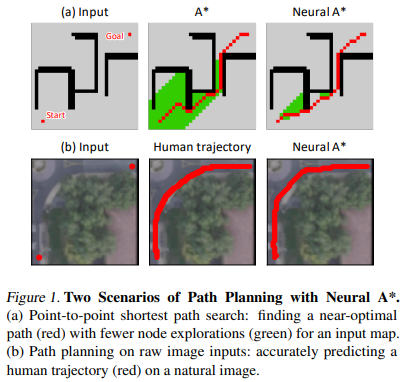 (a) Input A* Neural A*
Goal
Start
(b) Input Human trajectory Neural A*
Figure 1. Two Scenarios of Path Planning with Neural A*.
(a) Point-to-point shortest path search: finding a near-optimal
path (red) with fewer node explorations (green) for an input map.
(b) Path planning on raw image inputs: accurately predicting a
human trajectory (red) on a natural image.